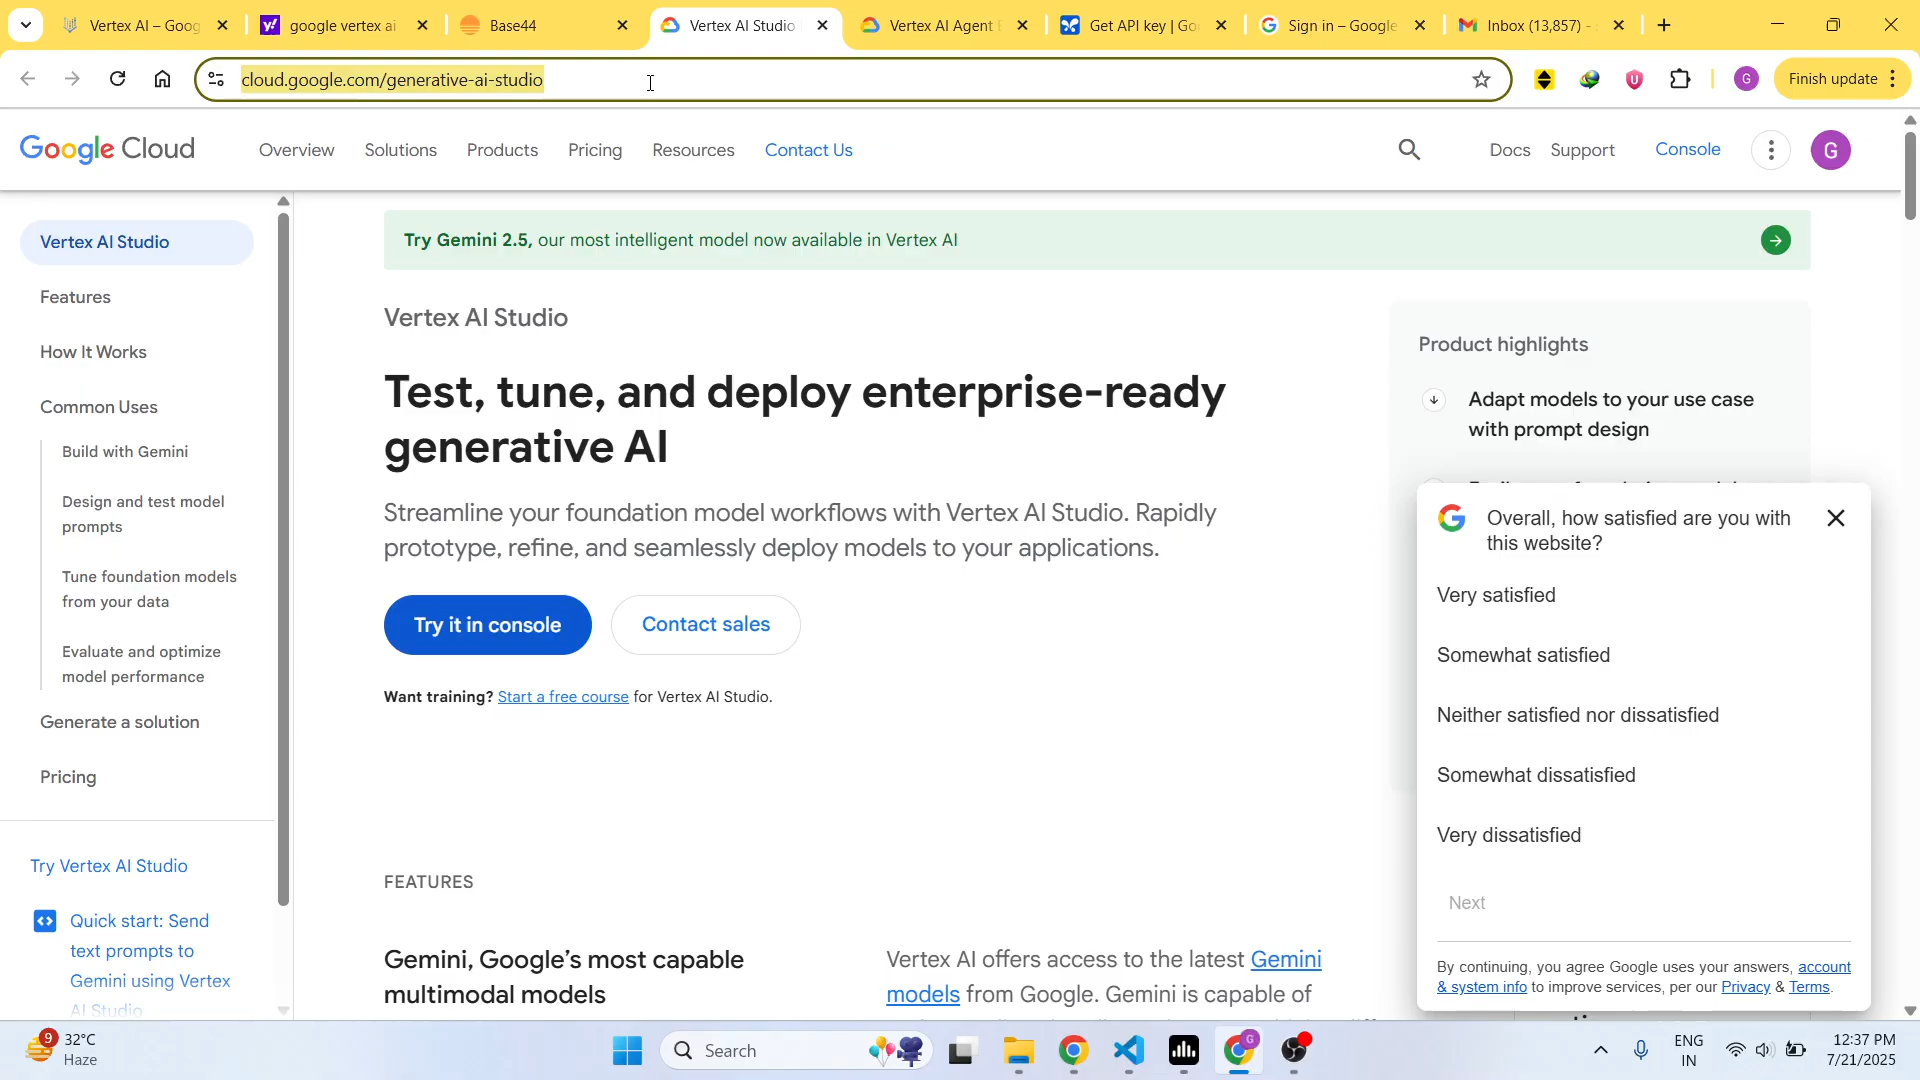 Vertex AI – Goog
google vertex ai
Base44
Vertex AI Studio
Vertex AI Agent
Get API key | Go
Sign in – Google
Inbox (13,857) -
cloud.google.com/generative-ai-studio
G
Finish update
Google Cloud
Overview
Solutions
Products
Pricing
Resources
Contact Us
Docs
Support
Console
G
Vertex AI Studio
Features
How It Works
Common Uses
Build with Gemini
Design and test model
prompts
Tune foundation models
from your data
Evaluate and optimize
model performance
Generate a solution
Pricing
Try Vertex AI Studio
Quick start: Send
text prompts to
Gemini using Vertex
AI Studio
Try Gemini 2.5, our most intelligent model now available in Vertex AI
Vertex AI Studio
Test, tune, and deploy enterprise-ready
generative AI
Streamline your foundation model workflows with Vertex AI Studio. Rapidly
prototype, refine, and seamlessly deploy models to your applications.
Try it in console
Contact sales
Want training? Start a free course for Vertex AI Studio.
FEATURES
Gemini, Google's most capable
multimodal models
Vertex AI offers access to the latest Gemini
models from Google. Gemini is capable of
Product highlights
Adapt models to your use case
with prompt design
Overall, how satisfied are you with
this website?
Very satisfied
Somewhat satisfied
Neither satisfied nor dissatisfied
Somewhat dissatisfied
Very dissatisfied
Next
By continuing, you agree Google uses your answers, account
& system info to improve services, per our Privacy & Terms.
9
32°C
Haze
Search
G
ENG
IN
12:37 PM
7/21/2025